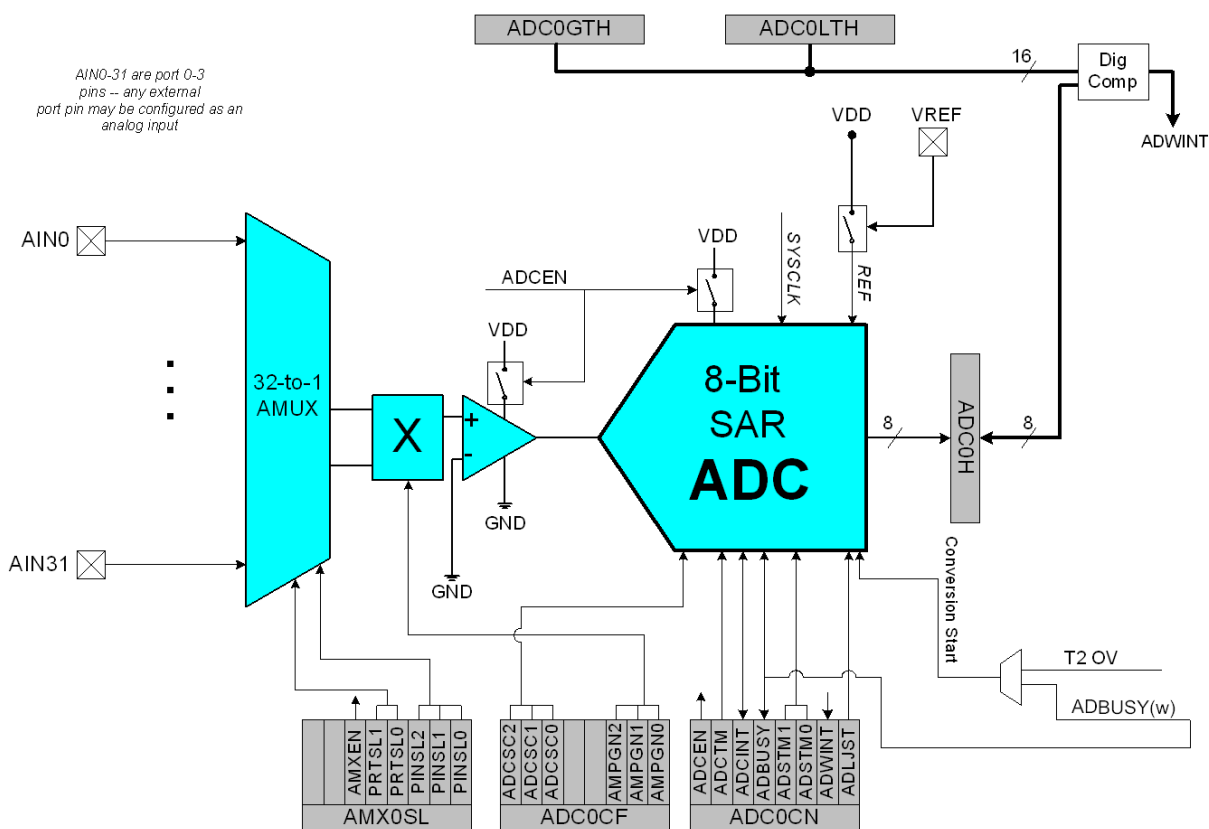 ADC0GTH
ADC0LTH
16
Dig
Comp
ADWINT
AIN0-31 are port 0-3
pins -- any external
port pin may be configured as an
analog input
VDD
VREF
AIN0
VDD
SYSCLK
REF
ADCEN
VDD
32-to-1
AMUX
X
+
-
8-Bit
SAR
ADC
8
ADC0H
8
GND
GND
AIN31
Conversion Start
T2 OV
ADBUSY(w)
AMXEN
PRTSL1
PRTSL0
PINSL2
PINSL1
PINSL0
AMX0SL
ADCSC2
ADCSC1
ADCSC0
AMPGN2
AMPGN1
AMPGN0
ADC0CF
ADCEN
ADCTM
ADCINT
ADBUSY
ADSTM1
ADSTM0
ADWINT
ADLJST
ADC0CN